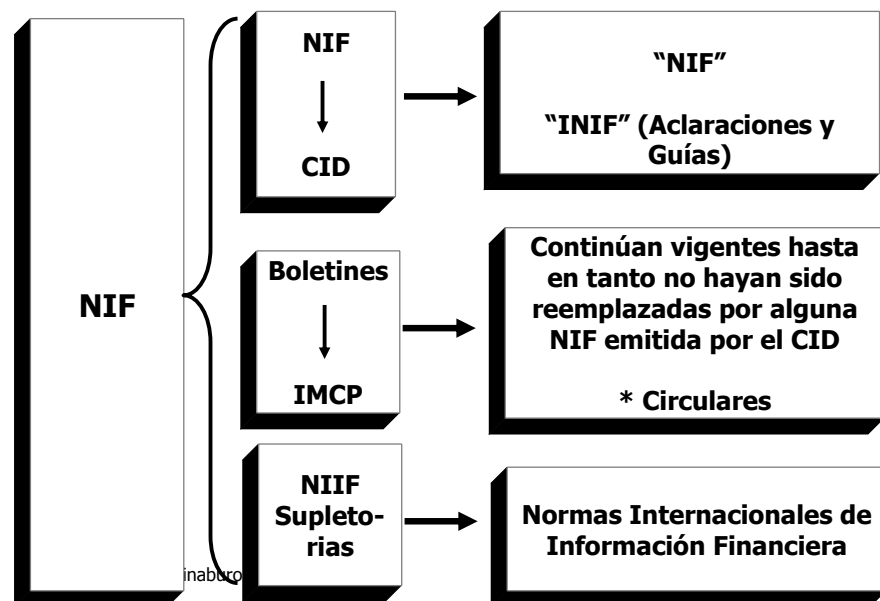 NIF
NIF
CID
“NIF”
“INIF” (Aclaraciones y
Guías)
Boletines
IMCP
Continúan vigentes hasta
en tanto no hayan sido
reemplazadas por alguna
NIF emitida por el CID
* Circulares
NIIF
Supleto-
rias
Normas Internacionales de
Información Financiera